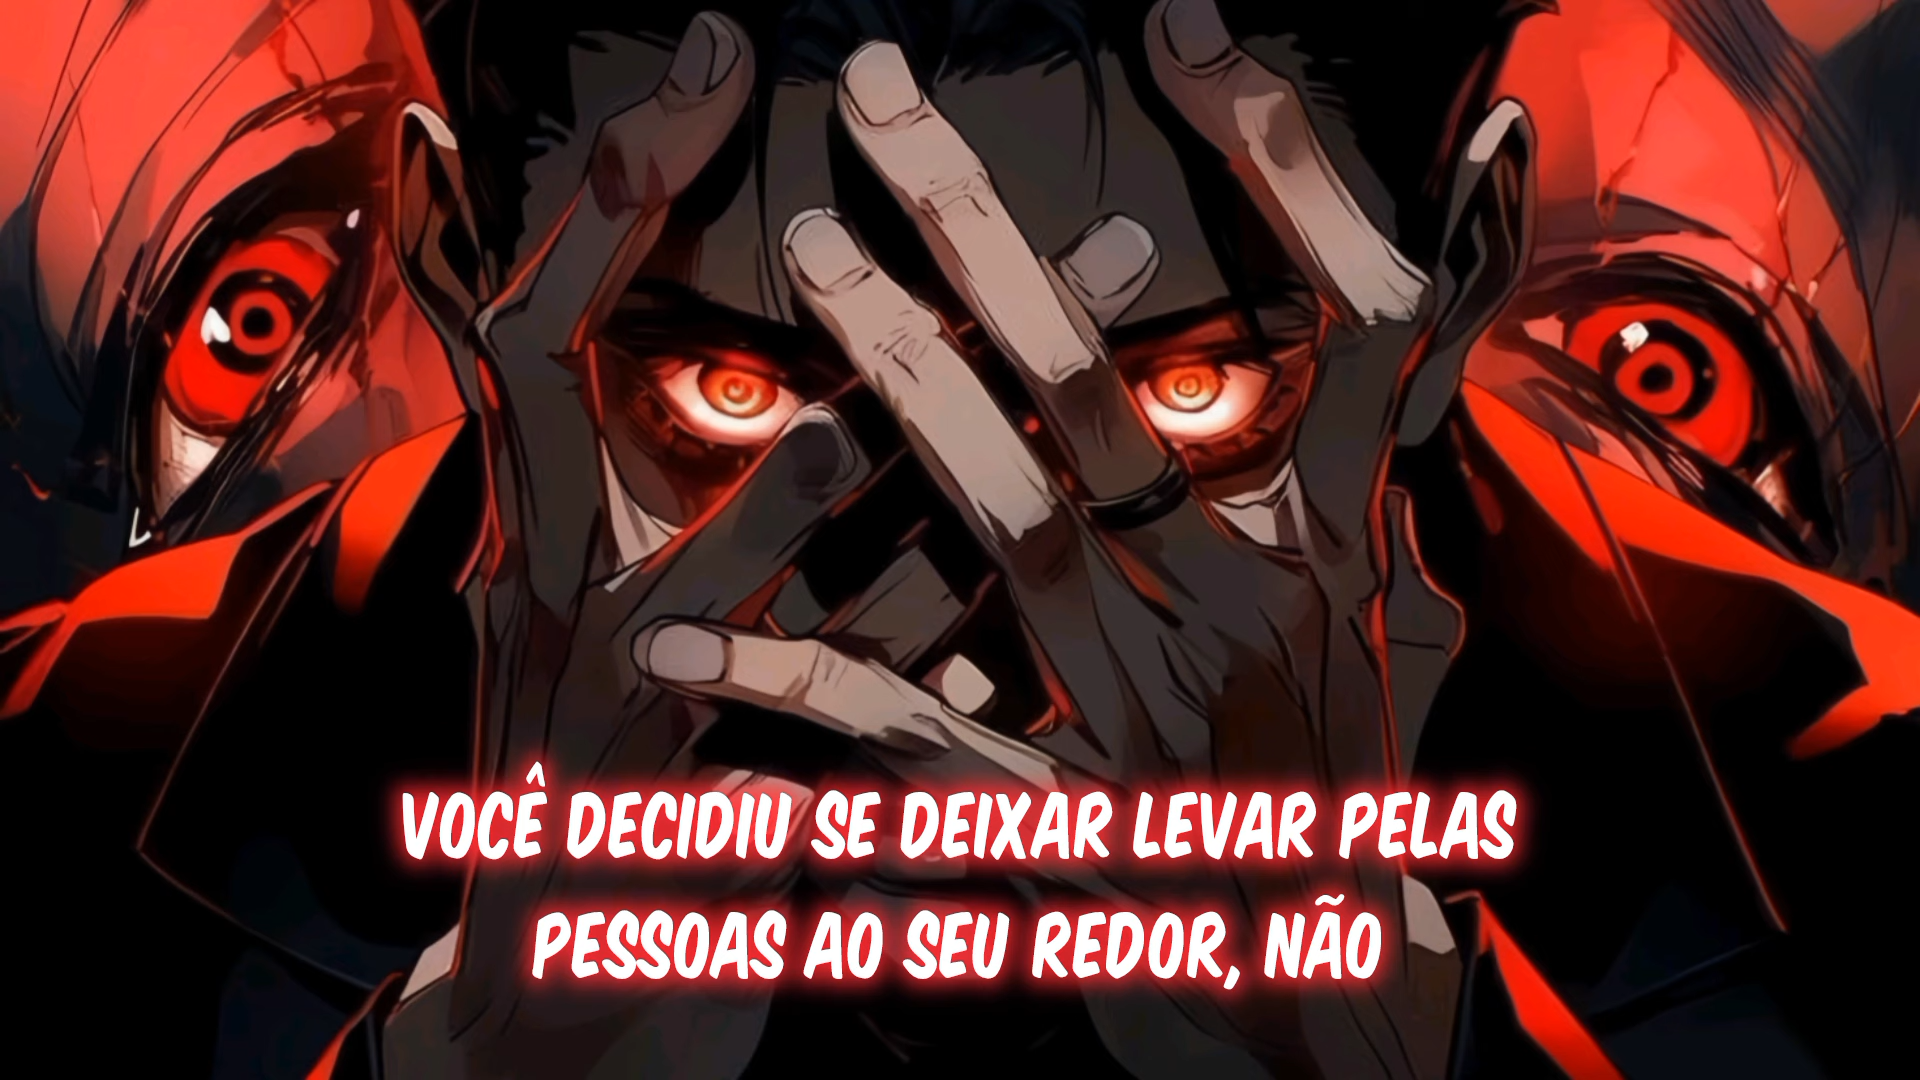 VOCÊ DECIDIU SE DEIXAR LEVAR PELAS
PESSOAS AO SEU REDOR, NÃO